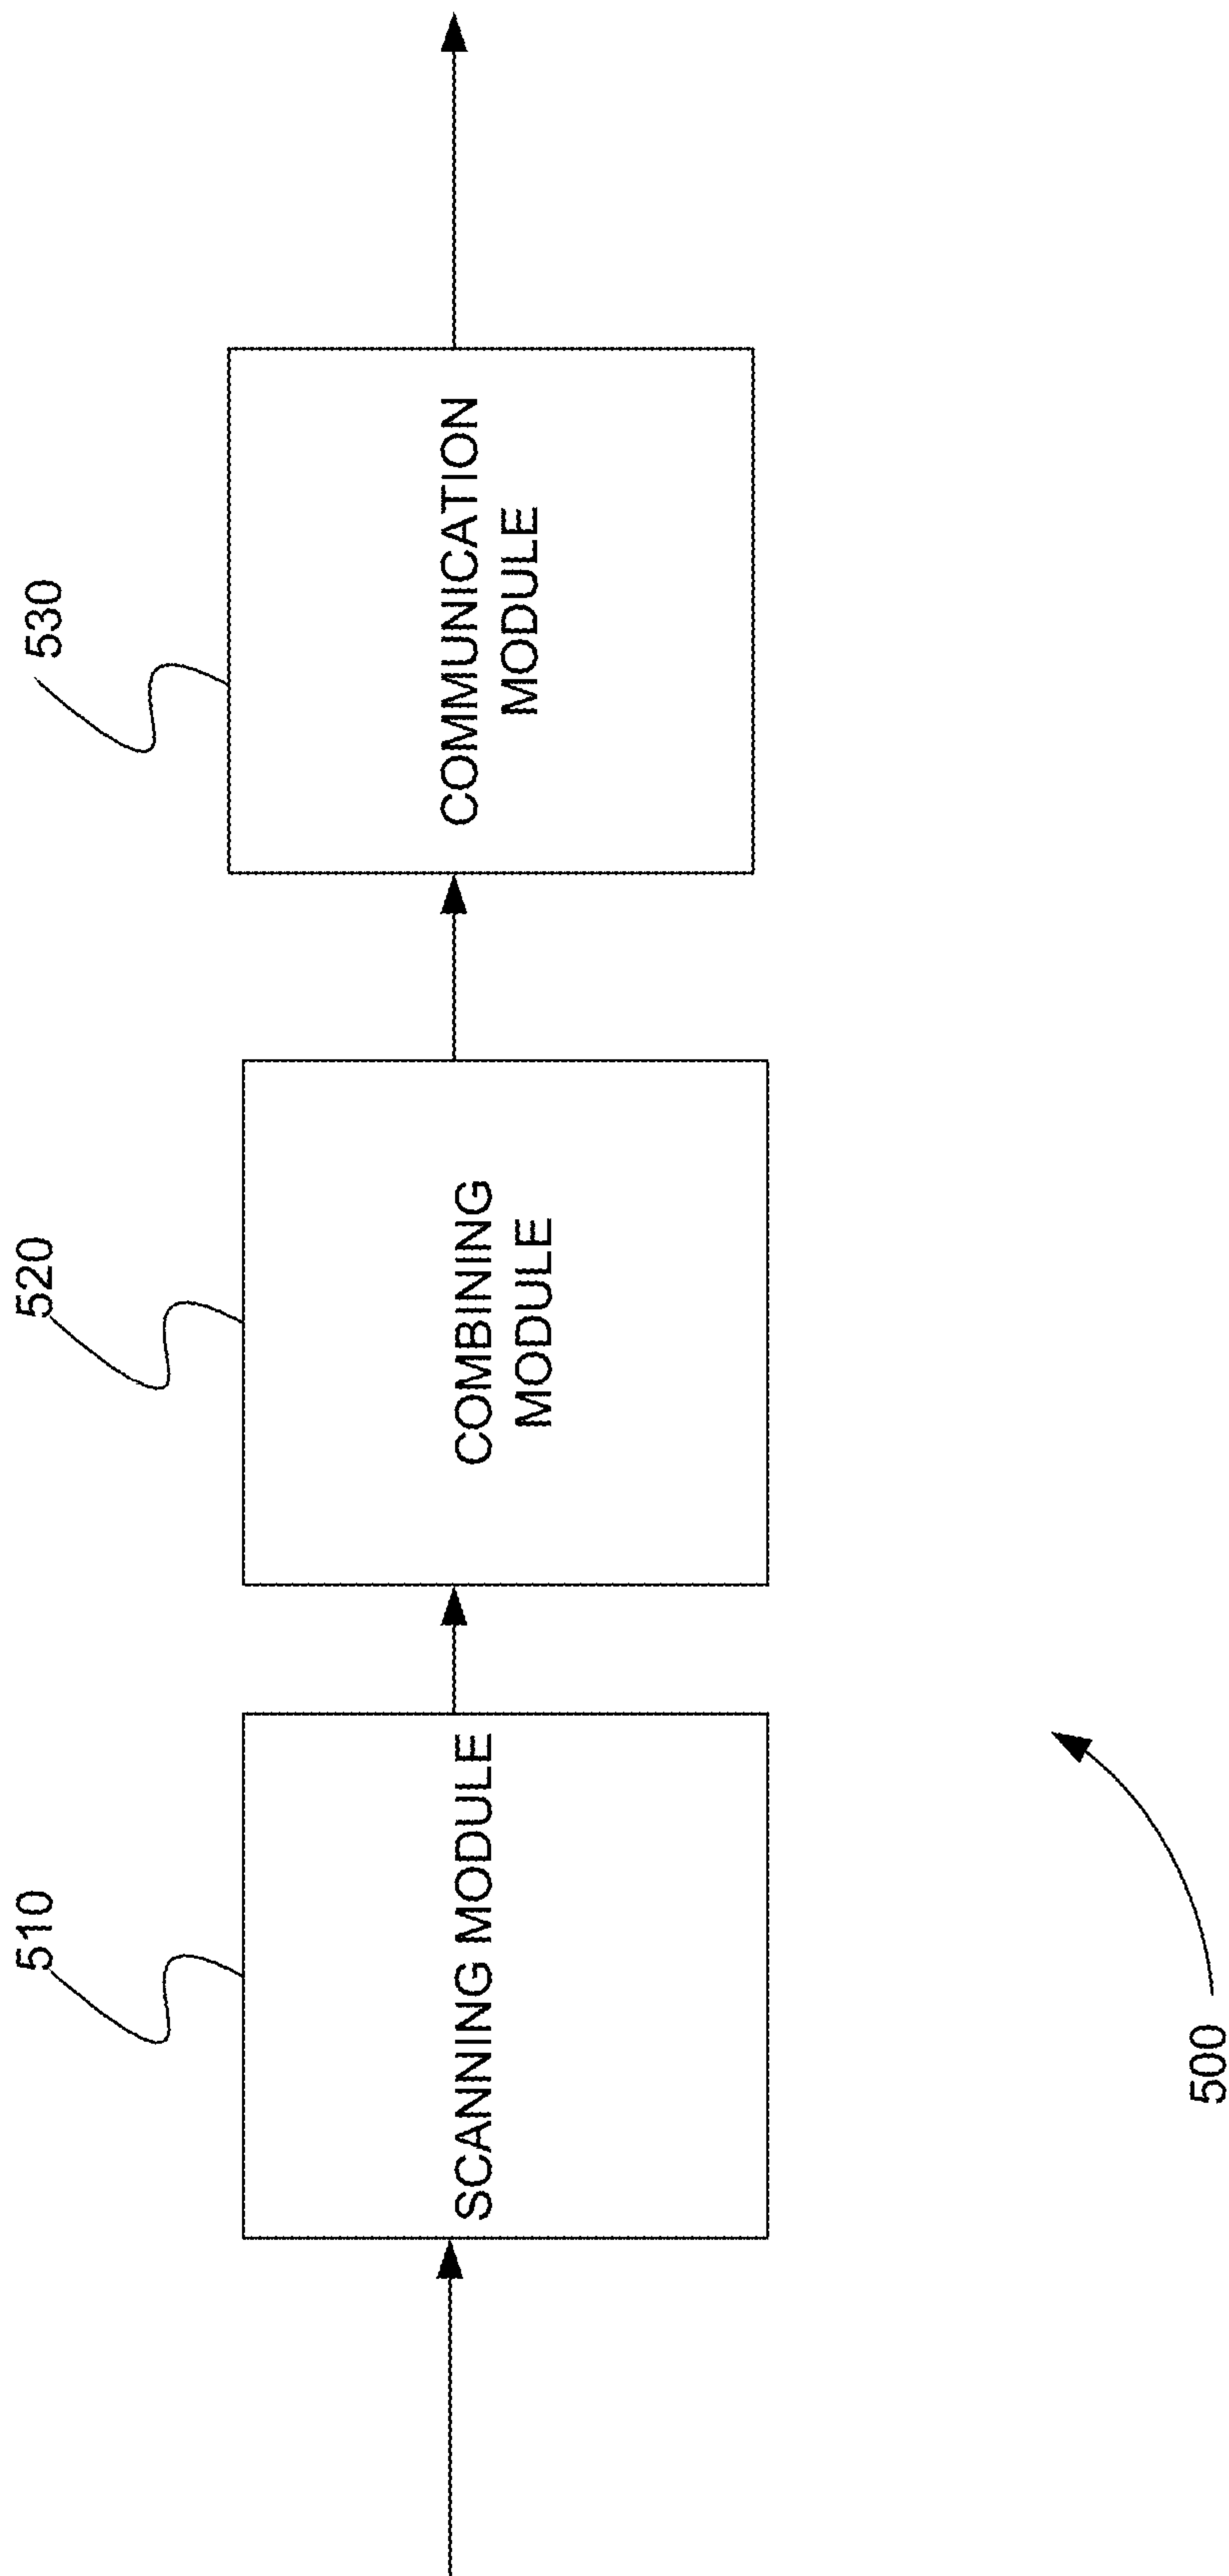 510
520
530
SCANNING MODULE
COMBINING
MODULE
COMMUNICATION
MODULE
500